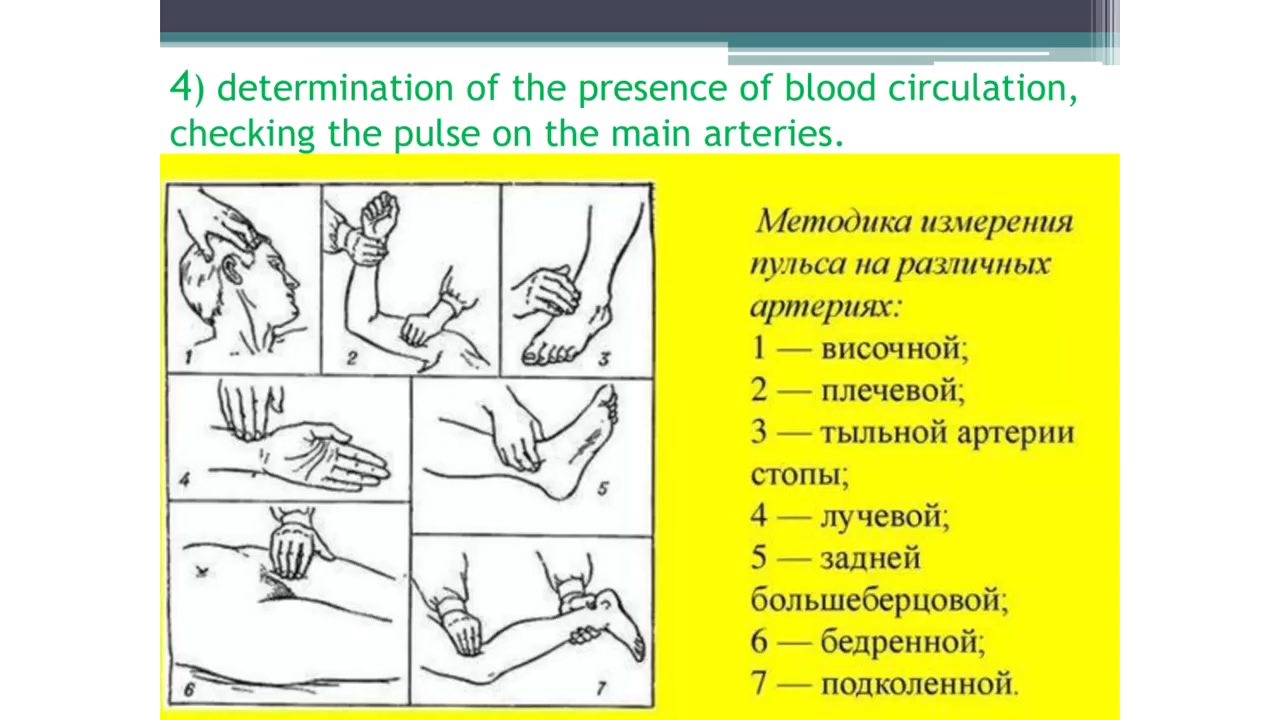 4) determination of the presence of blood circulation,
checking the pulse on the main arteries.
1
2
3
4
5
6
7
Методика измерения
пульса на различных
артериях:
1 — височной;
2 — плечевой;
3 — тыльной артерии
стопы;
4 — лучевой;
5 — задней
большеберцовой;
6 — бедренной;
7 — подколенной.